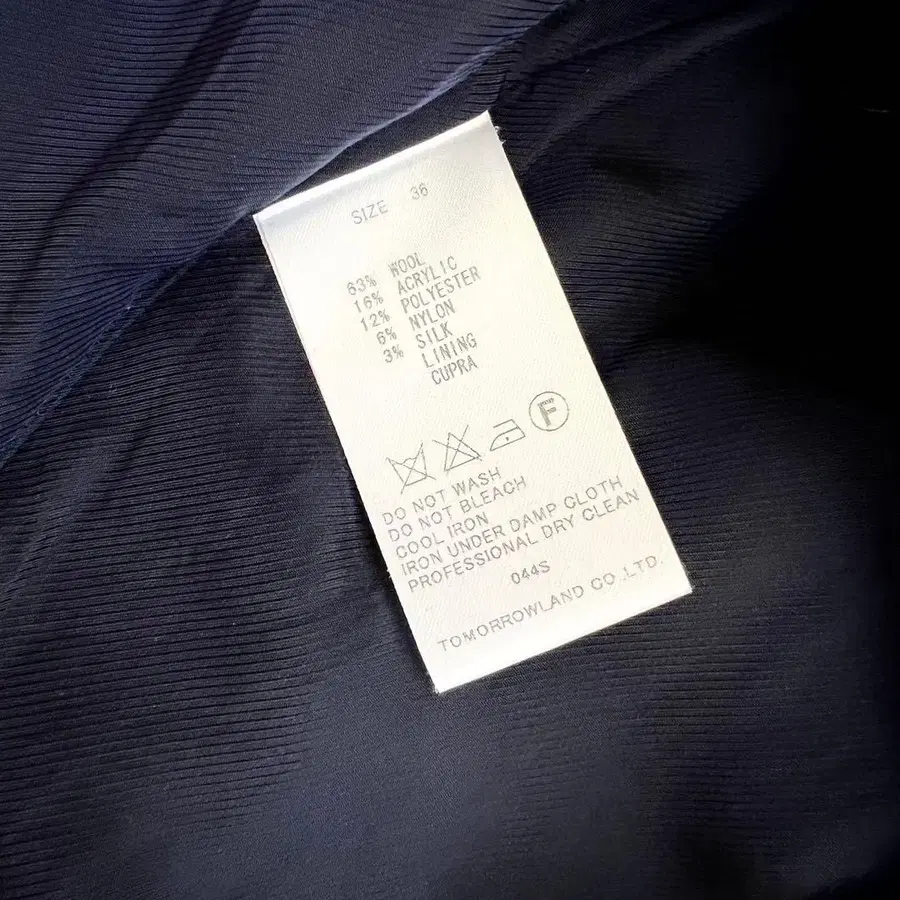 SIZE 36
63% WOOL
16% ACRYLIC
12% POLYESTER
6% NYLON
3% SILK
LINING
CUPRA
F
DO NOT WASH
DO NOT BLEACH
COOL IRON
IRON UNDER DAMP CLOTH
PROFESSIONAL DRY CLEAN
044S
TOMORROWLAND CO.,LTD.